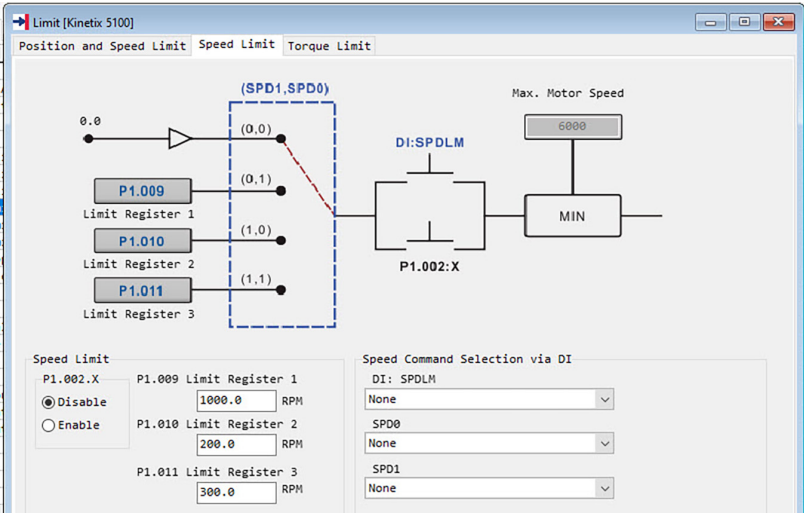 Limit [Kinetix 5100]
Position and Speed Limit Speed Limit Torque Limit
(SPD1,SPD0)
Max. Motor Speed
0.0
(0,0)
6000
DI:SPDLM
(0,1)
P1.009
Limit Register 1
MIN
(1,0)
P1.010
Limit Register 2
P1.002:X
(1,1)
P1.011
Limit Register 3
Speed Limit
P1.002.X
Disable
Enable
P1.009 Limit Register 1
1000.0 RPM
P1.010 Limit Register 2
200.0 RPM
P1.011 Limit Register 3
300.0 RPM
Speed Command Selection via DI
DI: SPDLM
None
SPD0
None
SPD1
None